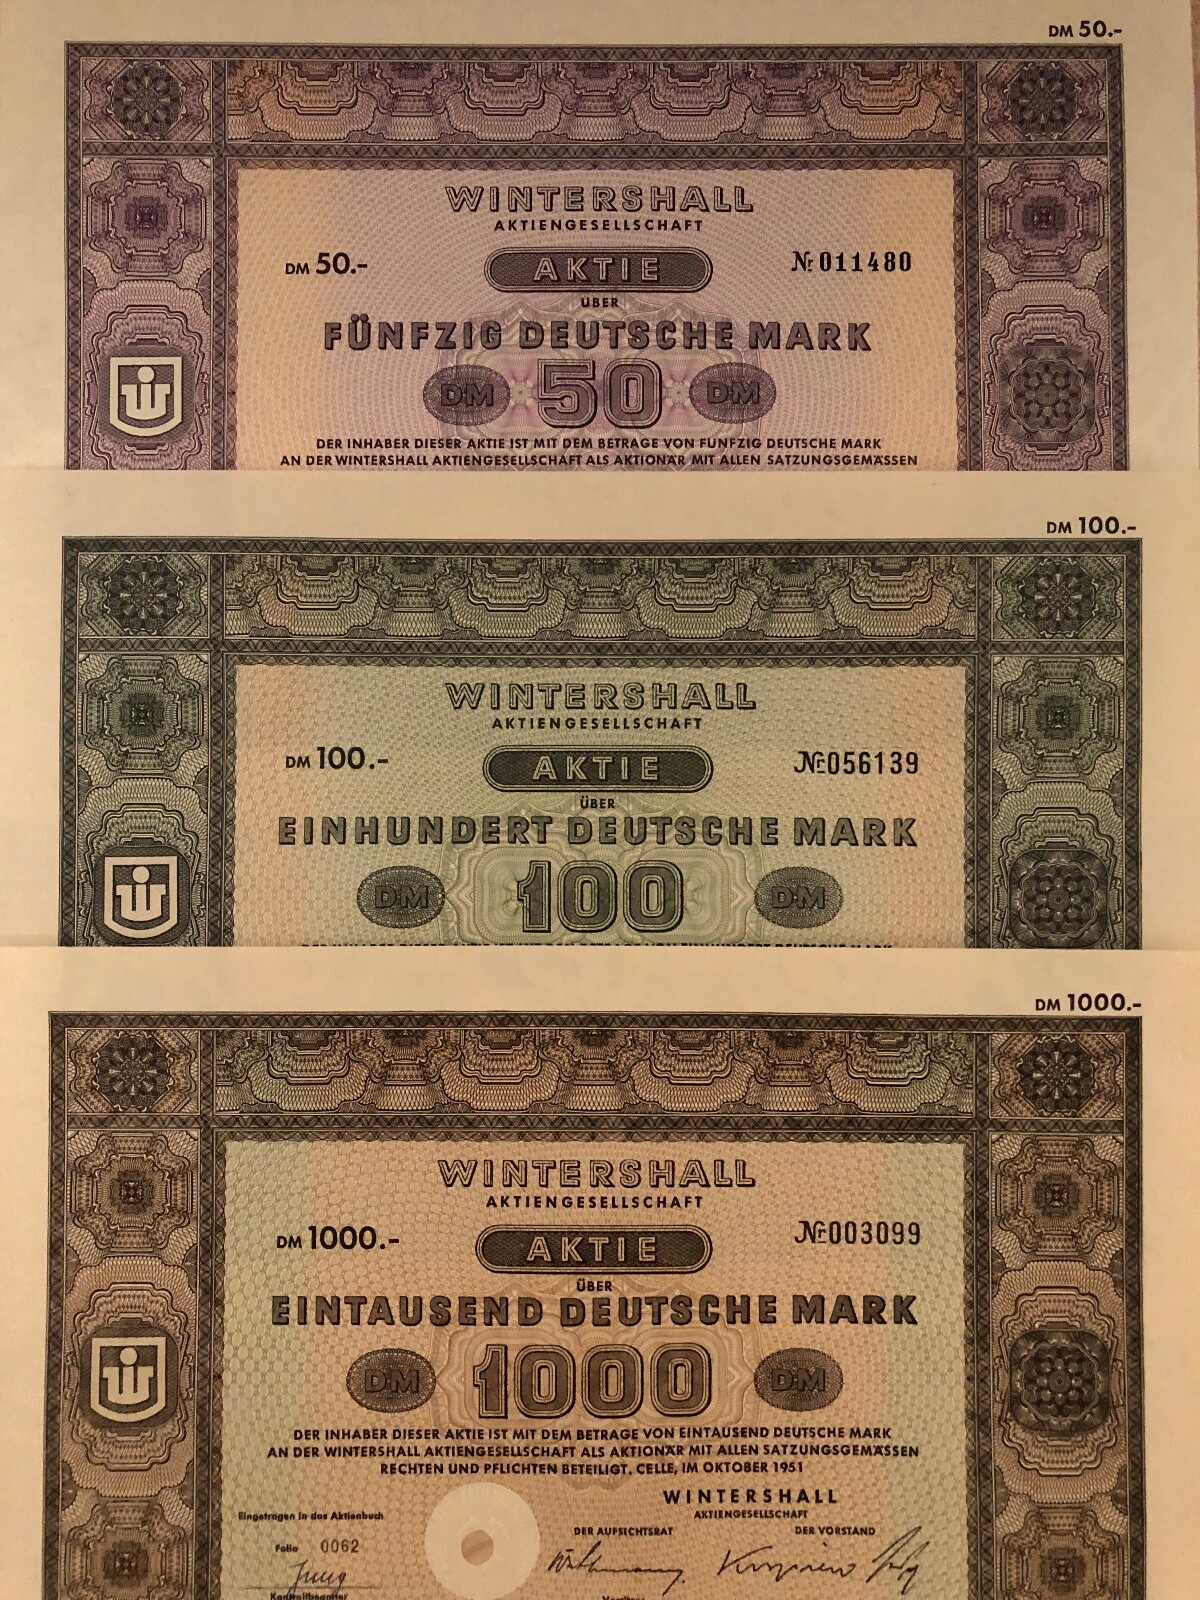 DM 50.-
WINTERSHALL
AKTIENGESELLSCHAFT
DM 50.- AKTIE Nr 011480
ÜBER
FÜNFZIG DEUTSCHE MARK
DM 50 DM
DER INHABER DIESER AKTIE IST MIT DEM BETRAGE VON FÜNFZIG DEUTSCHE MARK
AN DER WINTERSHALL AKTIENGESELLSCHAFT ALS AKTIONÄR MIT ALLEN SATZUNGSGEMÄSSEN
DM 100.-
WINTERSHALL
AKTIENGESELLSCHAFT
DM 100.- AKTIE Nr 056139
ÜBER
EINHUNDERT DEUTSCHE MARK
DM 100 DM
DM 1000.-
WINTERSHALL
AKTIENGESELLSCHAFT
DM 1000.- AKTIE Nr 003099
ÜBER
EINTAUSEND DEUTSCHE MARK
DM 1000 DM
DER INHABER DIESER AKTIE IST MIT DEM BETRAGE VON EINTAUSEND DEUTSCHE MARK
AN DER WINTERSHALL AKTIENGESELLSCHAFT ALS AKTIONÄR MIT ALLEN SATZUNGSGEMÄSSEN
RECHTEN UND PFLICHTEN BETEILIGT. CELLE, IM OKTOBER 1951
WINTERSHALL
AKTIENGESELLSCHAFT
Eingetragen in das Aktienbuch
DER AUFSICHTSRAT DER VORSTAND
Folio 0062
Kontrollbeamter